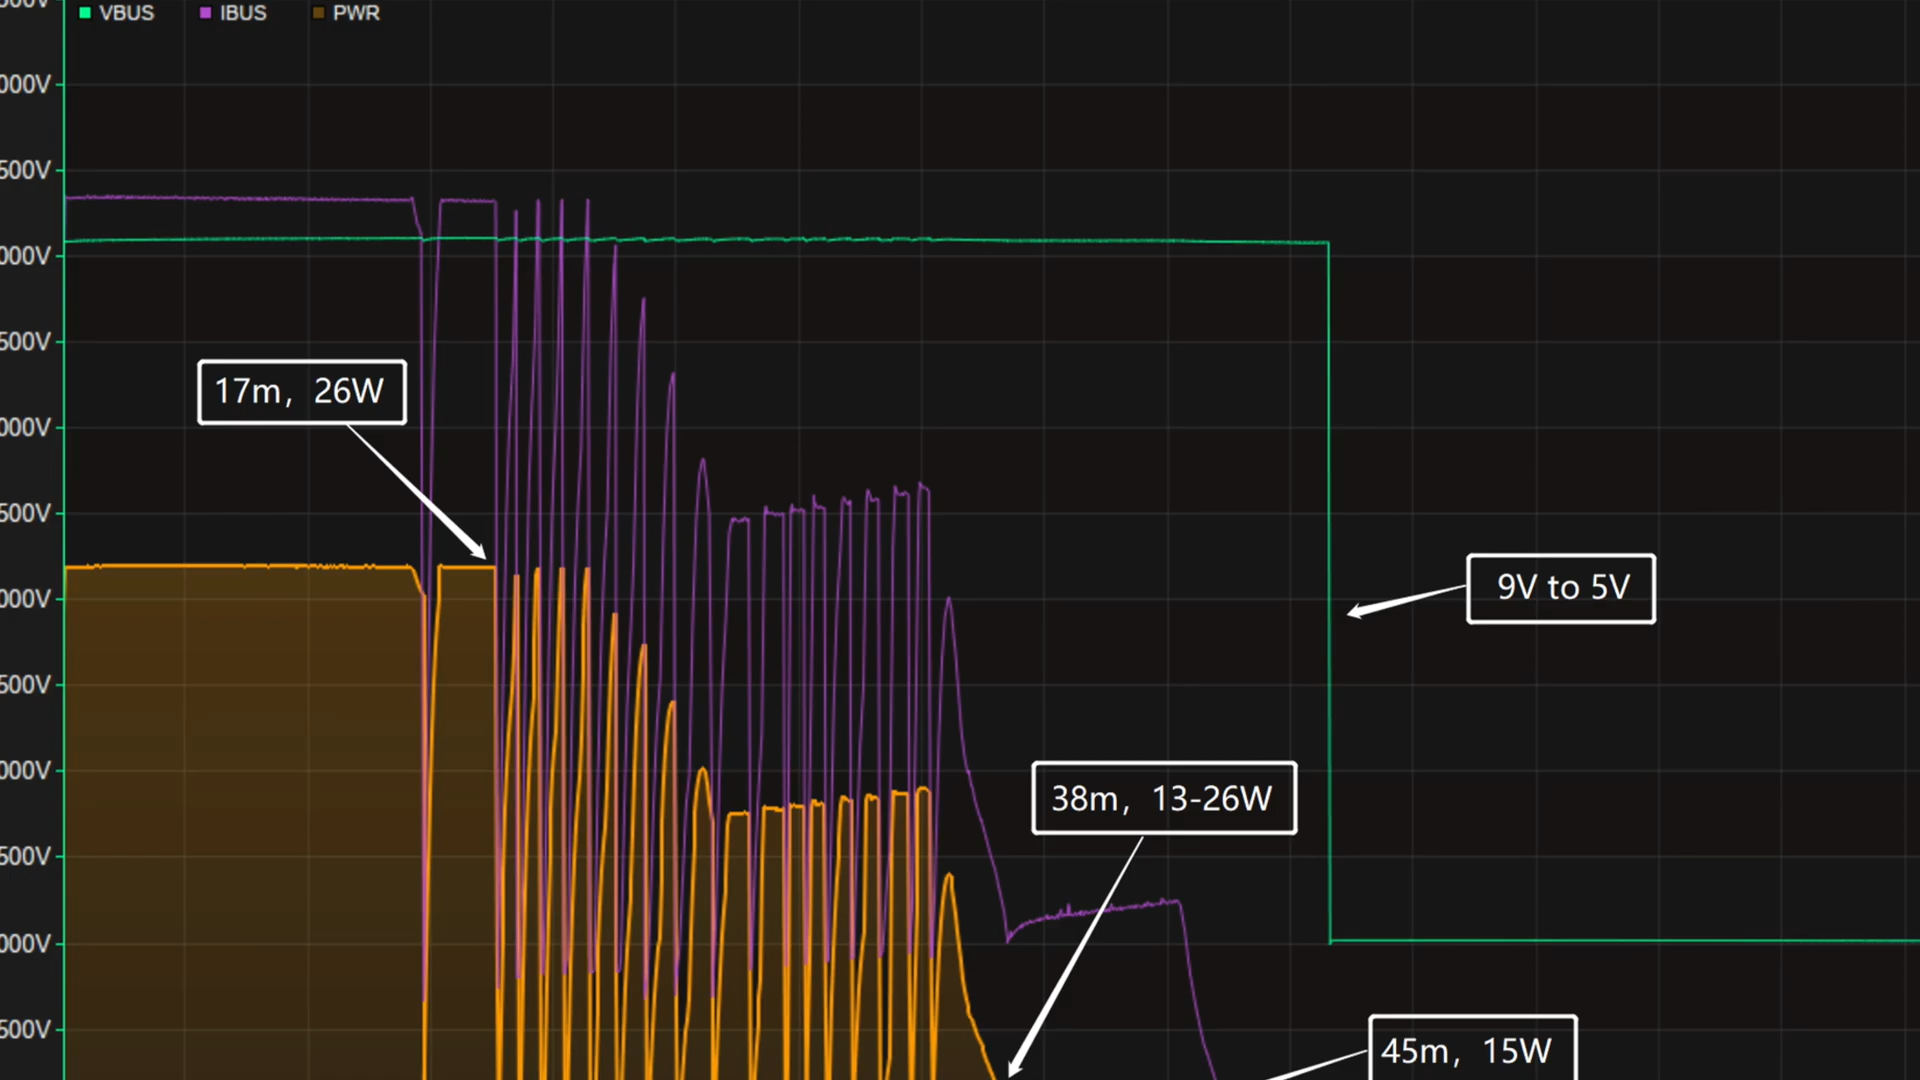 VBUS IBUS PWR
000V
500V
000V
500V
17m, 26W
000V
500V
9V to 5V
000V
500V
000V
38m, 13-26W
500V
000V
500V
45m, 15W